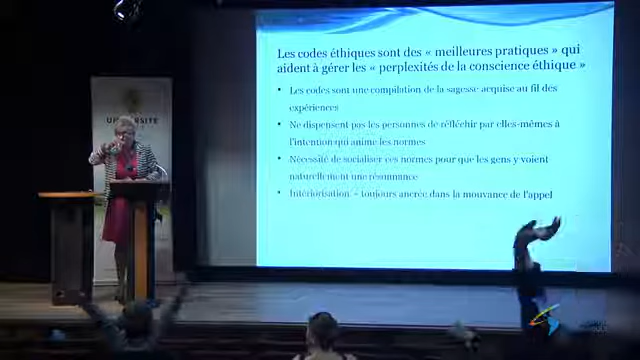 Les codes éthiques sont des « meilleures pratiques » qui
aident à gérer les « perplexités de la conscience éthique »
• Les codes sont une compilation de la sagesse acquise au fil des
expériences
• Ne dispensent pas les personnes de réfléchir par elles-mêmes à
l'intention qui anime les normes
• Nécessité de socialiser ces normes pour que les gens y voient
naturellement une résonnance
• Intériorisation – toujours ancrée dans la mouvance de l'appel
UNIVERSITÉ